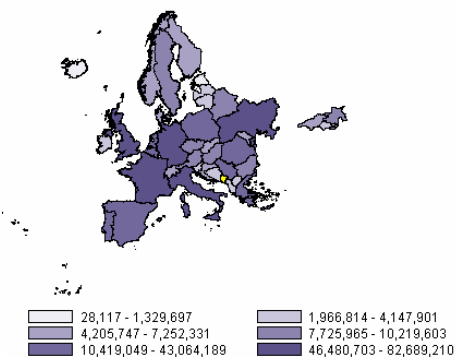 28,117 - 1,329,697
1,966,814 - 4,147,901
4,205,747 - 7,252,331
7,725,965 - 10,219,603
10,419,049 - 43,064,189
46,480,703 - 82,689,210